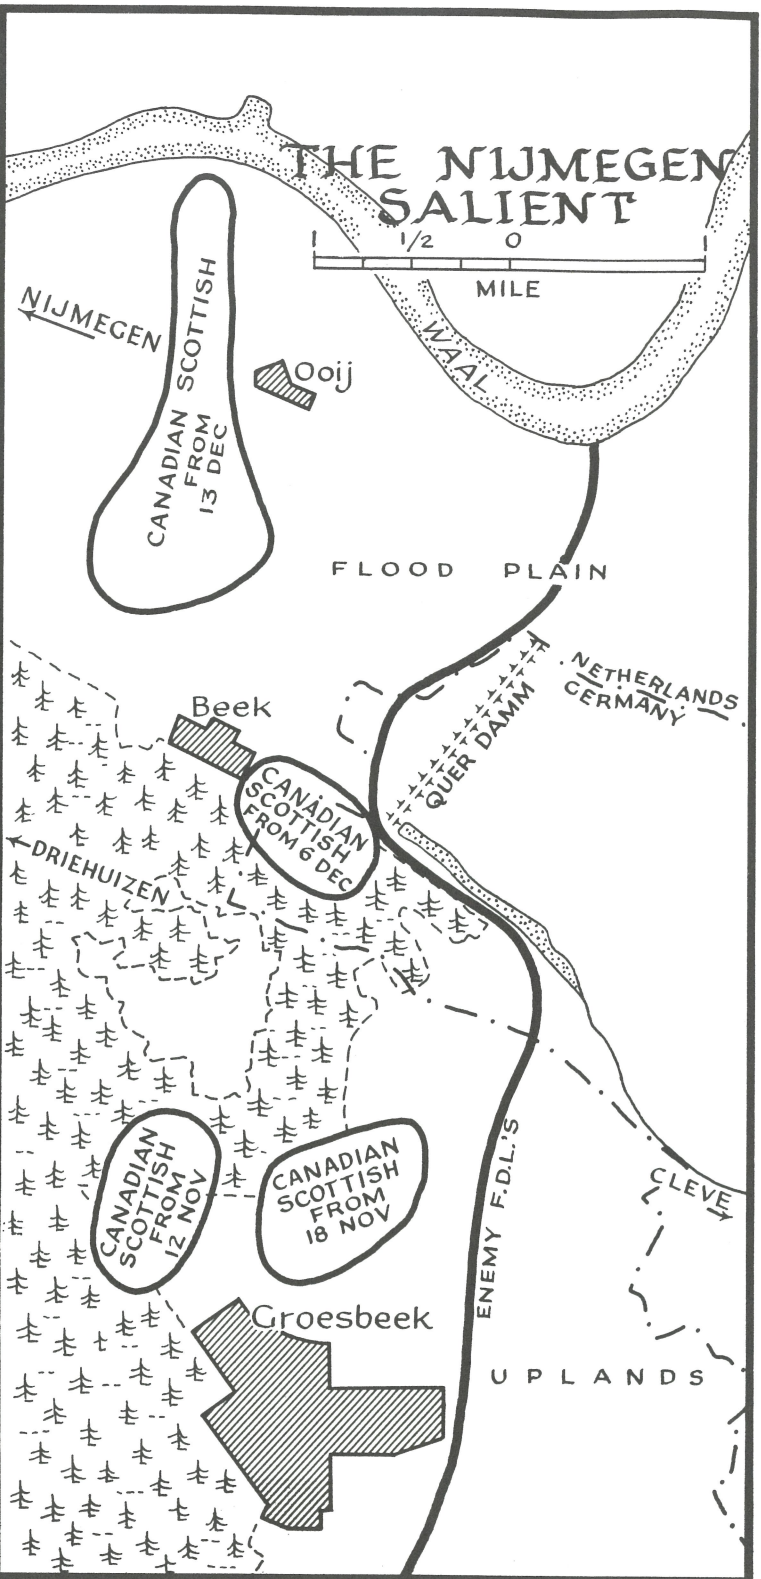 THE NIJMEGEN
SALIENT
1/2 0
MILE
NIJMEGEN
CANADIAN SCOTTISH
FROM
13 DEC
Ooij
WAAL
FLOOD PLAIN
NETHERLANDS
GERMANY
QUER DAMM
Beek
CANADIAN
SCOTTISH
FROM 6 DEC
DRIEHUIZEN
CANADIAN
SCOTTISH
FROM
12 NOV
CANADIAN
SCOTTISH
FROM
18 NOV
ENEMY F.D.L.'S
CLEVE
Groesbeek
UPLANDS